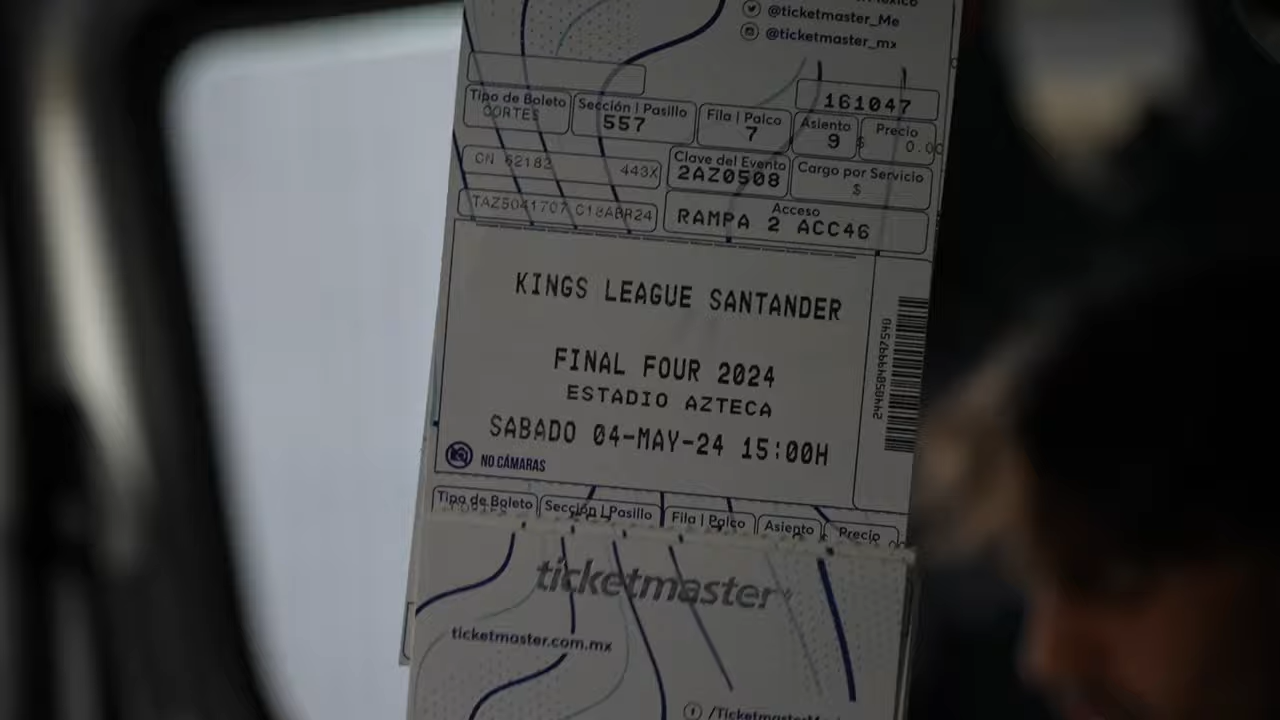 @ticketmaster_Me
@ticketmaster_mx
161047
Tipo de Boleto Sección | Pasillo Fila | Palco Asiento Precio
CORTES 557 7 9 $ 0.00
CN 62182 443X
Clave del Evento Cargo por Servicio
2AZ0508 $
TAZ5041707 C18ABR24
Acceso
RAMPA 2 ACC46
KINGS LEAGUE SANTANDER
FINAL FOUR 2024
ESTADIO AZTECA
SABADO 04-MAY-24 15:00H
NO CÁMARAS
Tipo de Boleto Sección | Pasillo Fila | Palco Asiento Precio
ticketmaster
ticketmaster.com.mx